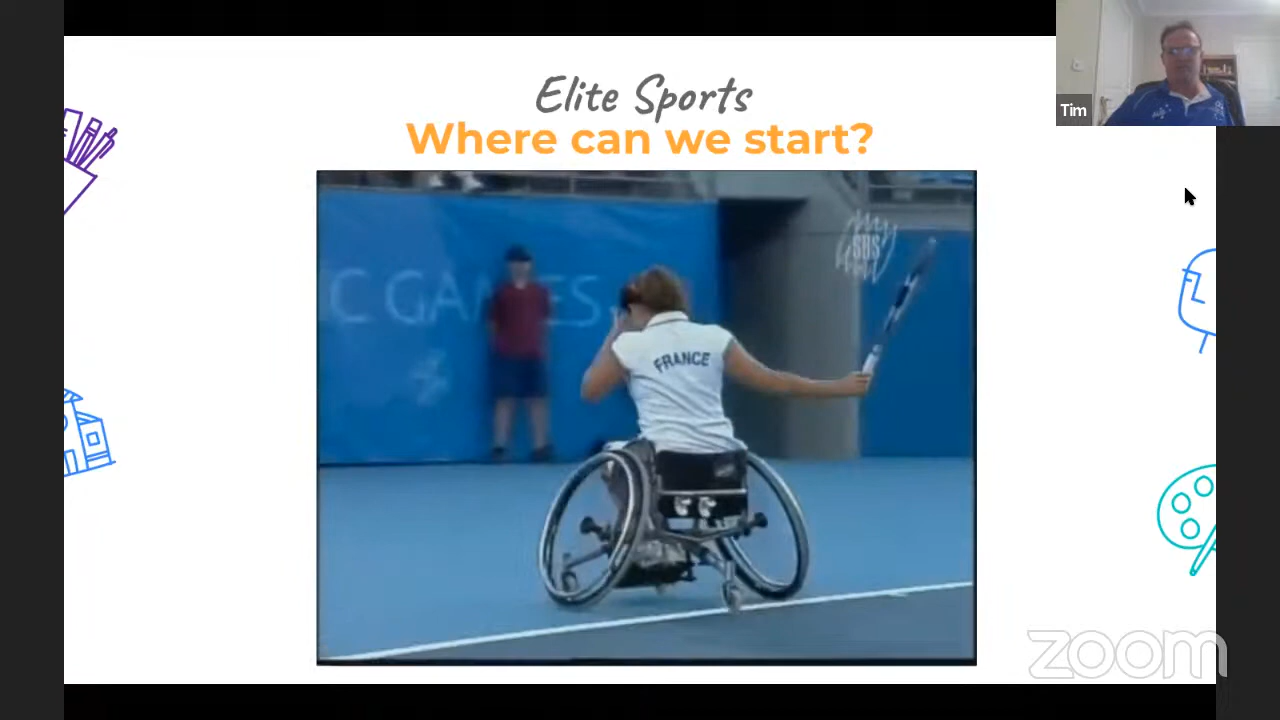 Elite Sports
Where can we start?
Tim
SBS
C GAMES
FRANCE
zoom